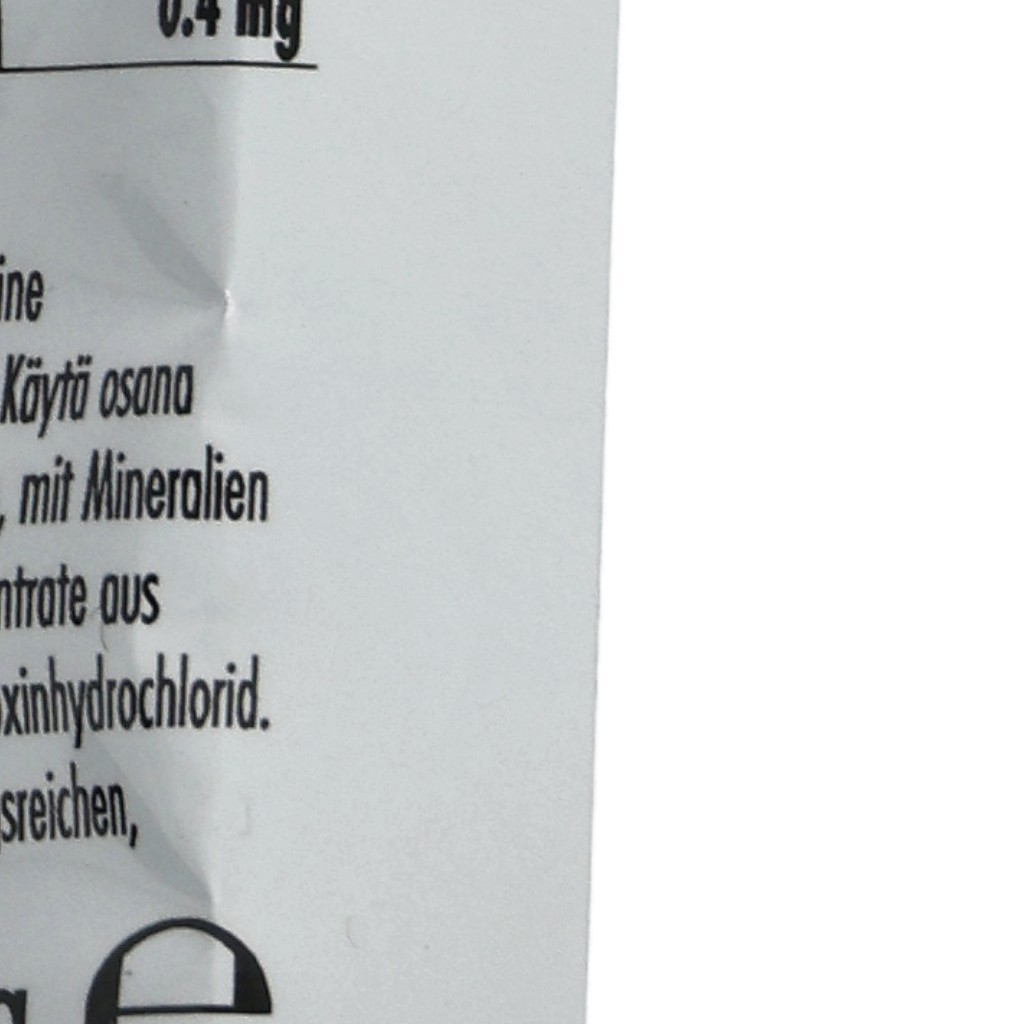 0.4 mg
ine
Käytä osana
, mit Mineralien
ntrate aus
xinhydrochlorid.
sreichen,
e